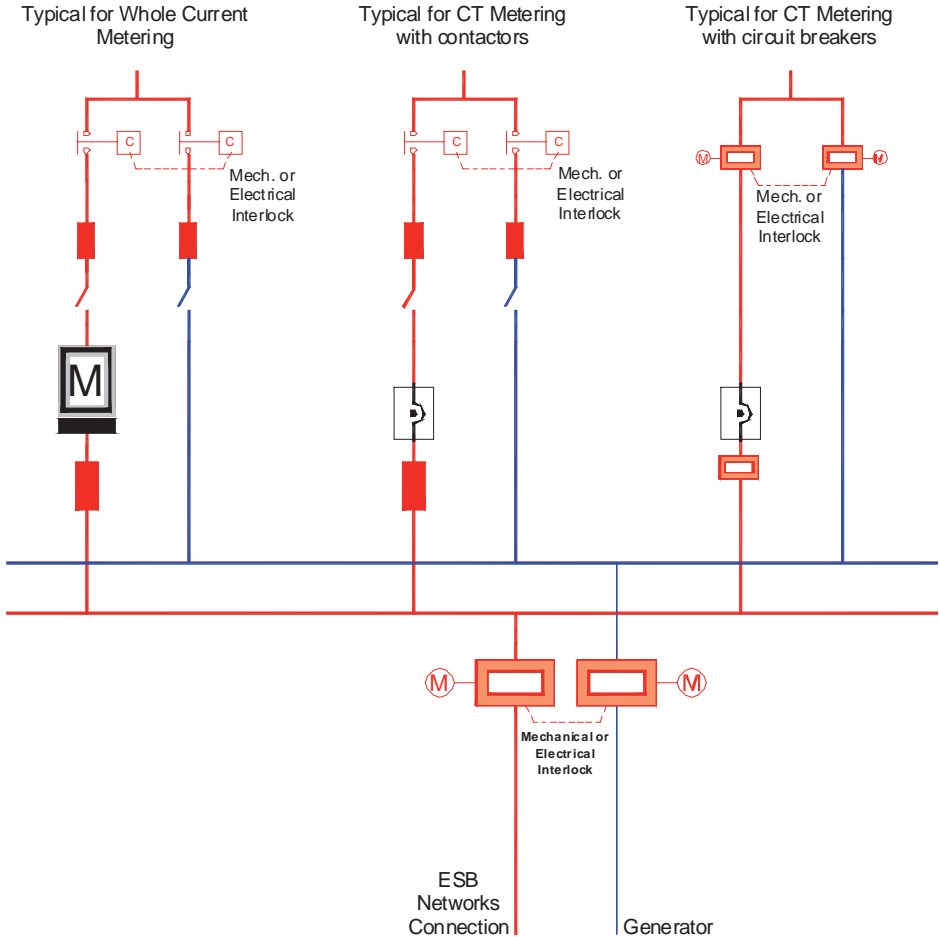 Typical for Whole Current
Metering
Typical for CT Metering
with contactors
Typical for CT Metering
with circuit breakers
C
C
Mech. or
Electrical
Interlock
C
C
Mech. or
Electrical
Interlock
M
M
Mech. or
Electrical
Interlock
M
M
M
Mechanical or
Electrical
Interlock
ESB
Networks
Connection
Generator